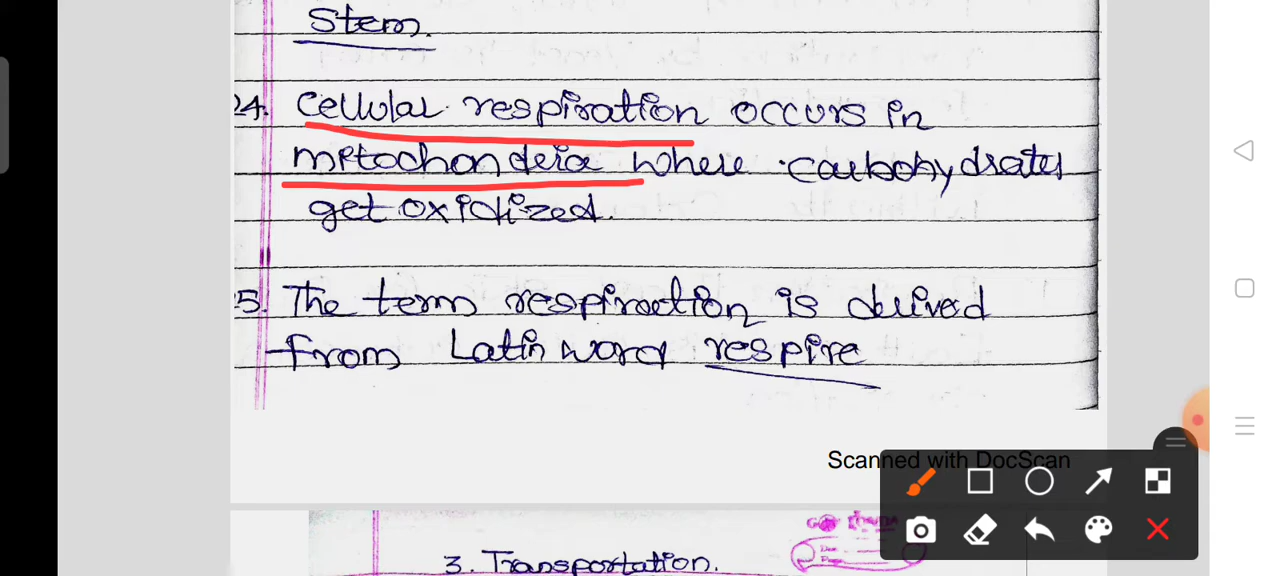 Stem.
24. Cellular respiration occurs in
mitochondria where carbohydrates
get oxidized.
25. The term respiration is derived
from Latin word respire
Scanned with DocScan
3. Transportation.